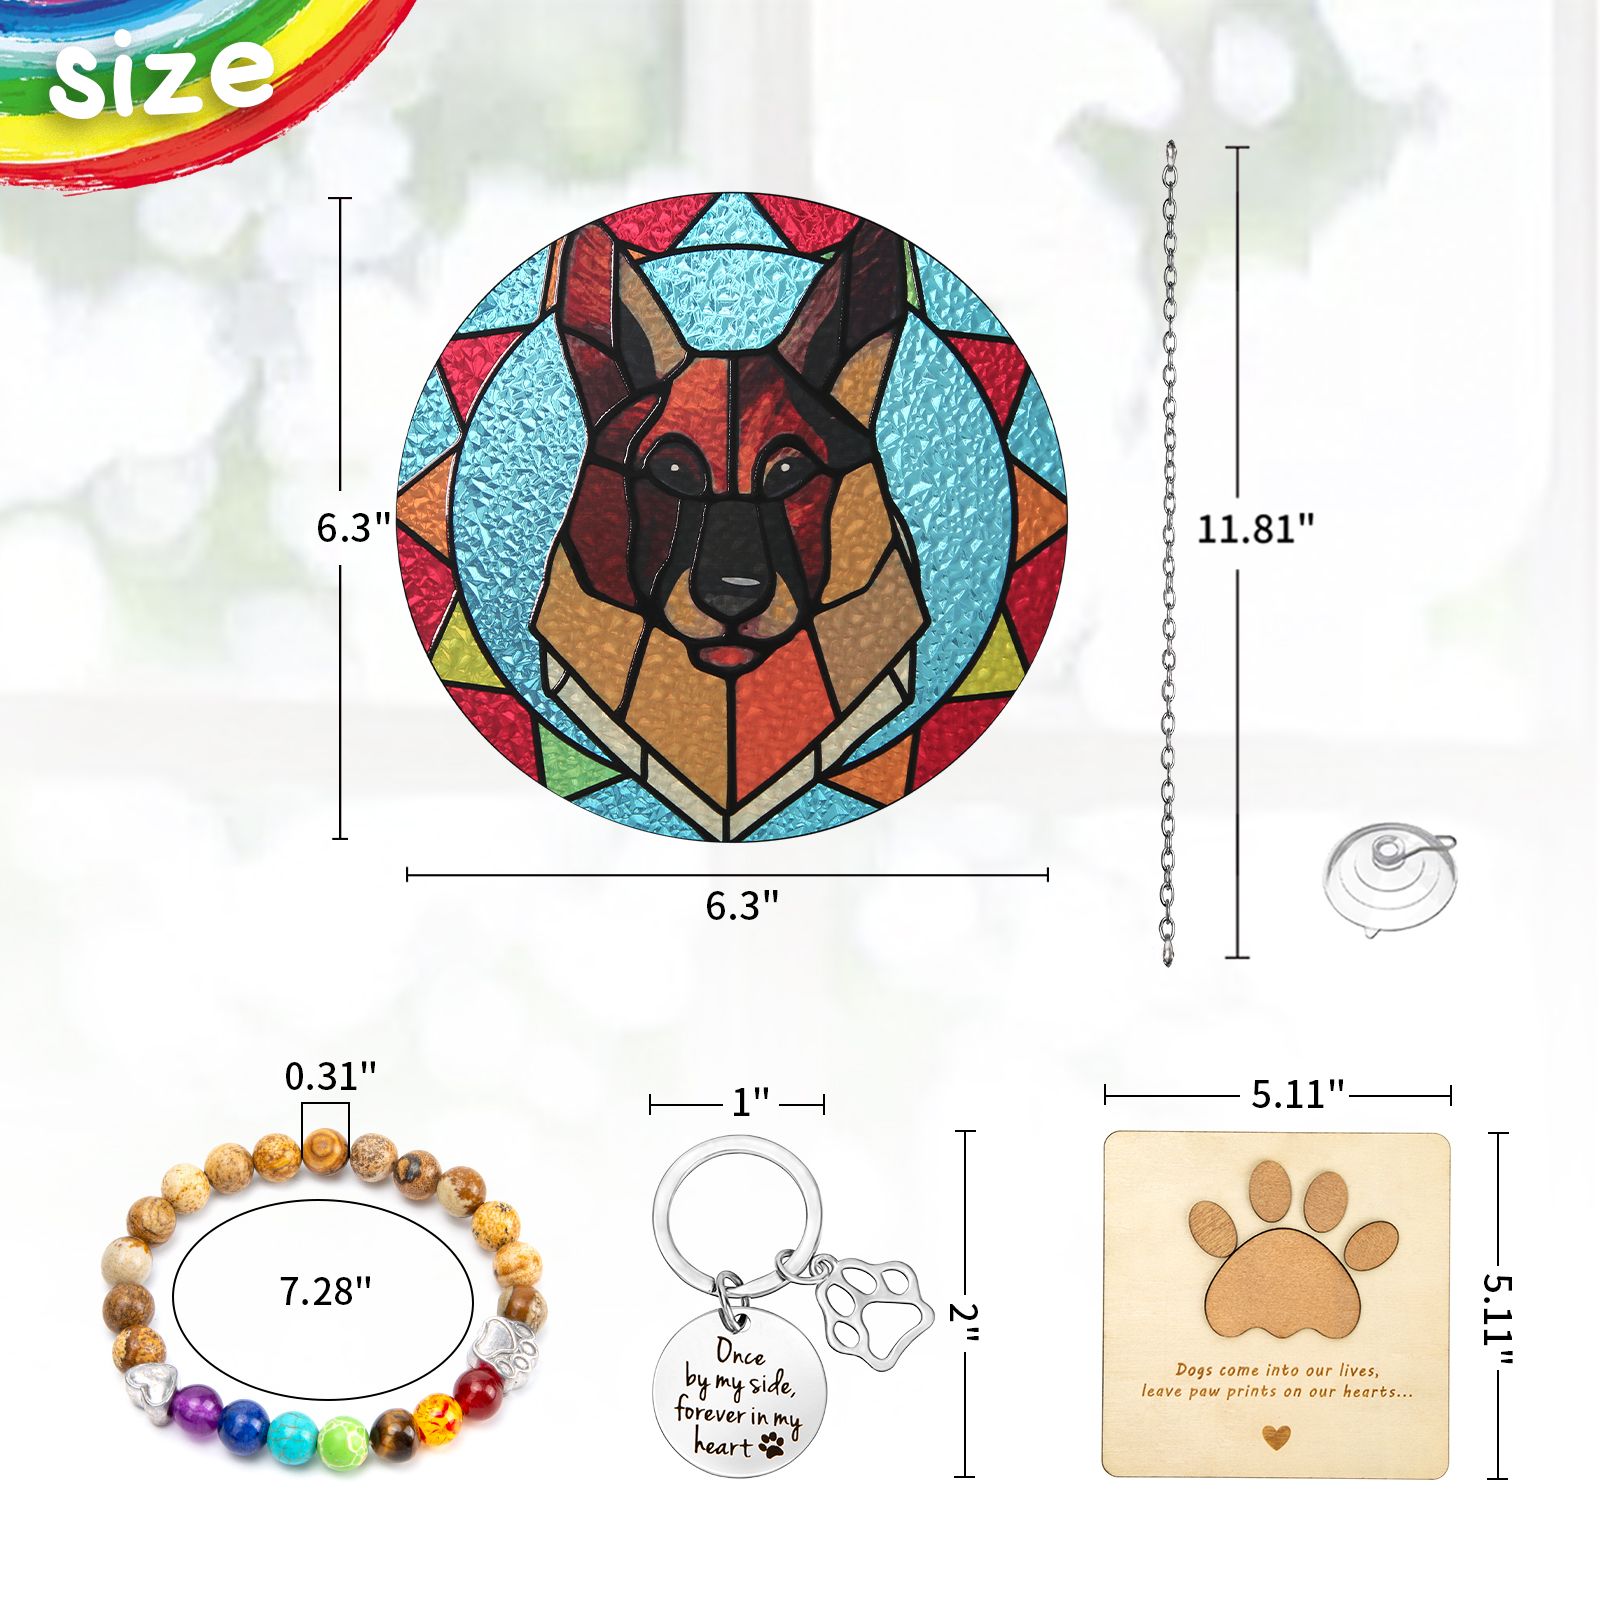 size
6.3"
11.81"
6.3"
0.31"
7.28"
1"
2"
Once
by my side,
forever in my
heart
5.11"
5.11"
Dogs come into our lives,
leave paw prints on our hearts...